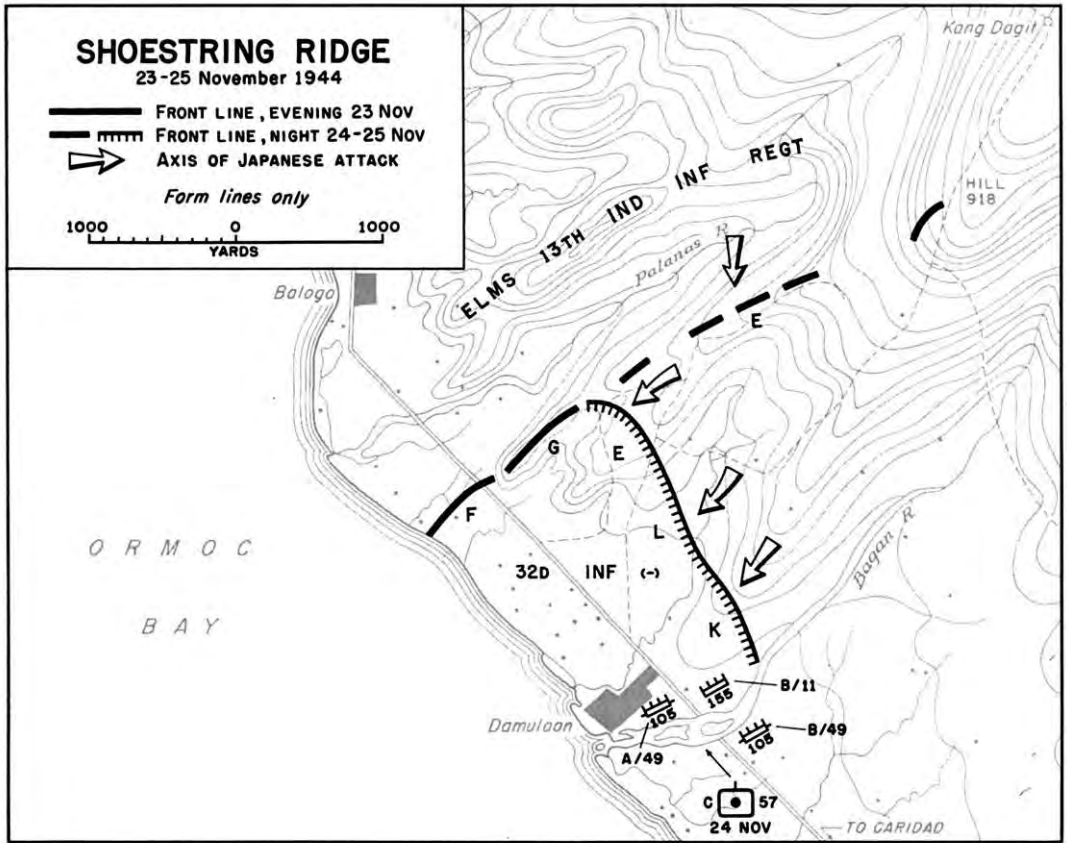 SHOESTRING RIDGE
23-25 November 1944
FRONT LINE, EVENING 23 NOV
FRONT LINE, NIGHT 24-25 NOV
AXIS OF JAPANESE ATTACK
Form lines only
1000 0 1000
YARDS
Kang Dagit
HILL
918
ELMS 13TH IND INF REGT
Palanas R
Balogo
E
G
E
F
L
ORMOC
BAY
32D INF (-)
Bagan R
K
B/11
155
Damulaan
105
A/49
B/49
105
C 57
24 NOV
TO CARIDAD